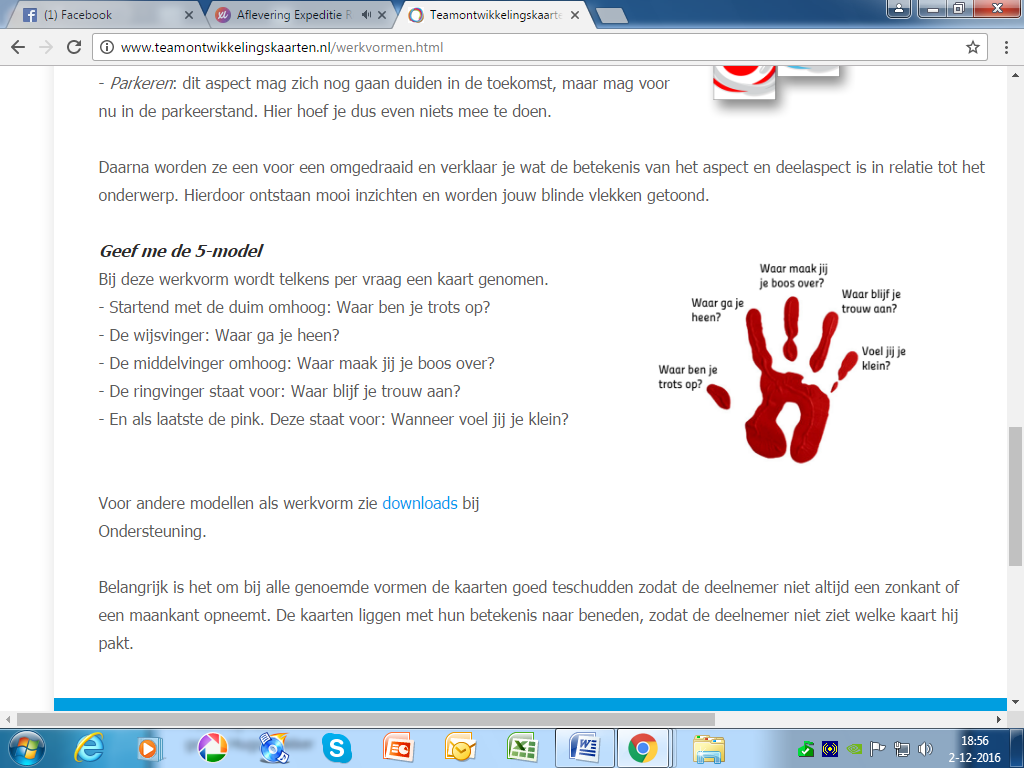 (1) Facebook
Aflevering Expeditie R
Teamontwikkelingskaarte
www.teamontwikkelingskaarten.nl/werkvormen.html
- Parkeren: dit aspect mag zich nog gaan duiden in de toekomst, maar mag voor
nu in de parkeerstand. Hier hoef je dus even niets mee te doen.
Daarna worden ze een voor een omgedraaid en verklaar je wat de betekenis van het aspect en deelaspect is in relatie tot het
onderwerp. Hierdoor ontstaan mooi inzichten en worden jouw blinde vlekken getoond.
Geef me de 5-model
Bij deze werkvorm wordt telkens per vraag een kaart genomen.
- Startend met de duim omhoog: Waar ben je trots op?
- De wijsvinger: Waar ga je heen?
- De middelvinger omhoog: Waar maak jij je boos over?
- De ringvinger staat voor: Waar blijf je trouw aan?
- En als laatste de pink. Deze staat voor: Wanneer voel jij je klein?
Waar maak jij
je boos over?
Waar ga je
heen?
Waar blijf je
trouw aan?
Voel jij je
klein?
Waar ben je
trots op?
Voor andere modellen als werkvorm zie downloads bij
Ondersteuning.
Belangrijk is het om bij alle genoemde vormen de kaarten goed teschudden zodat de deelnemer niet altijd een zonkant of
een maankant opneemt. De kaarten liggen met hun betekenis naar beneden, zodat de deelnemer niet ziet welke kaart hij
pakt.
18:56
2-12-2016